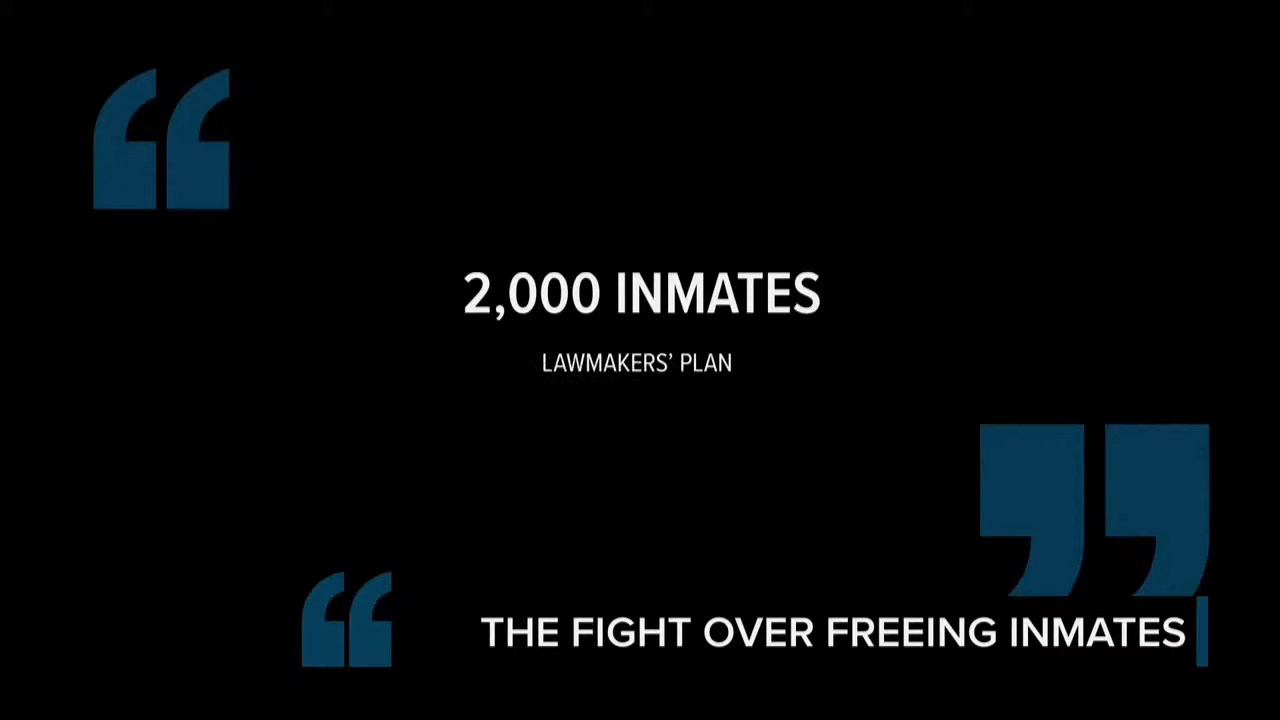 2,000 INMATES
LAWMAKERS’ PLAN
THE FIGHT OVER FREEING INMATES